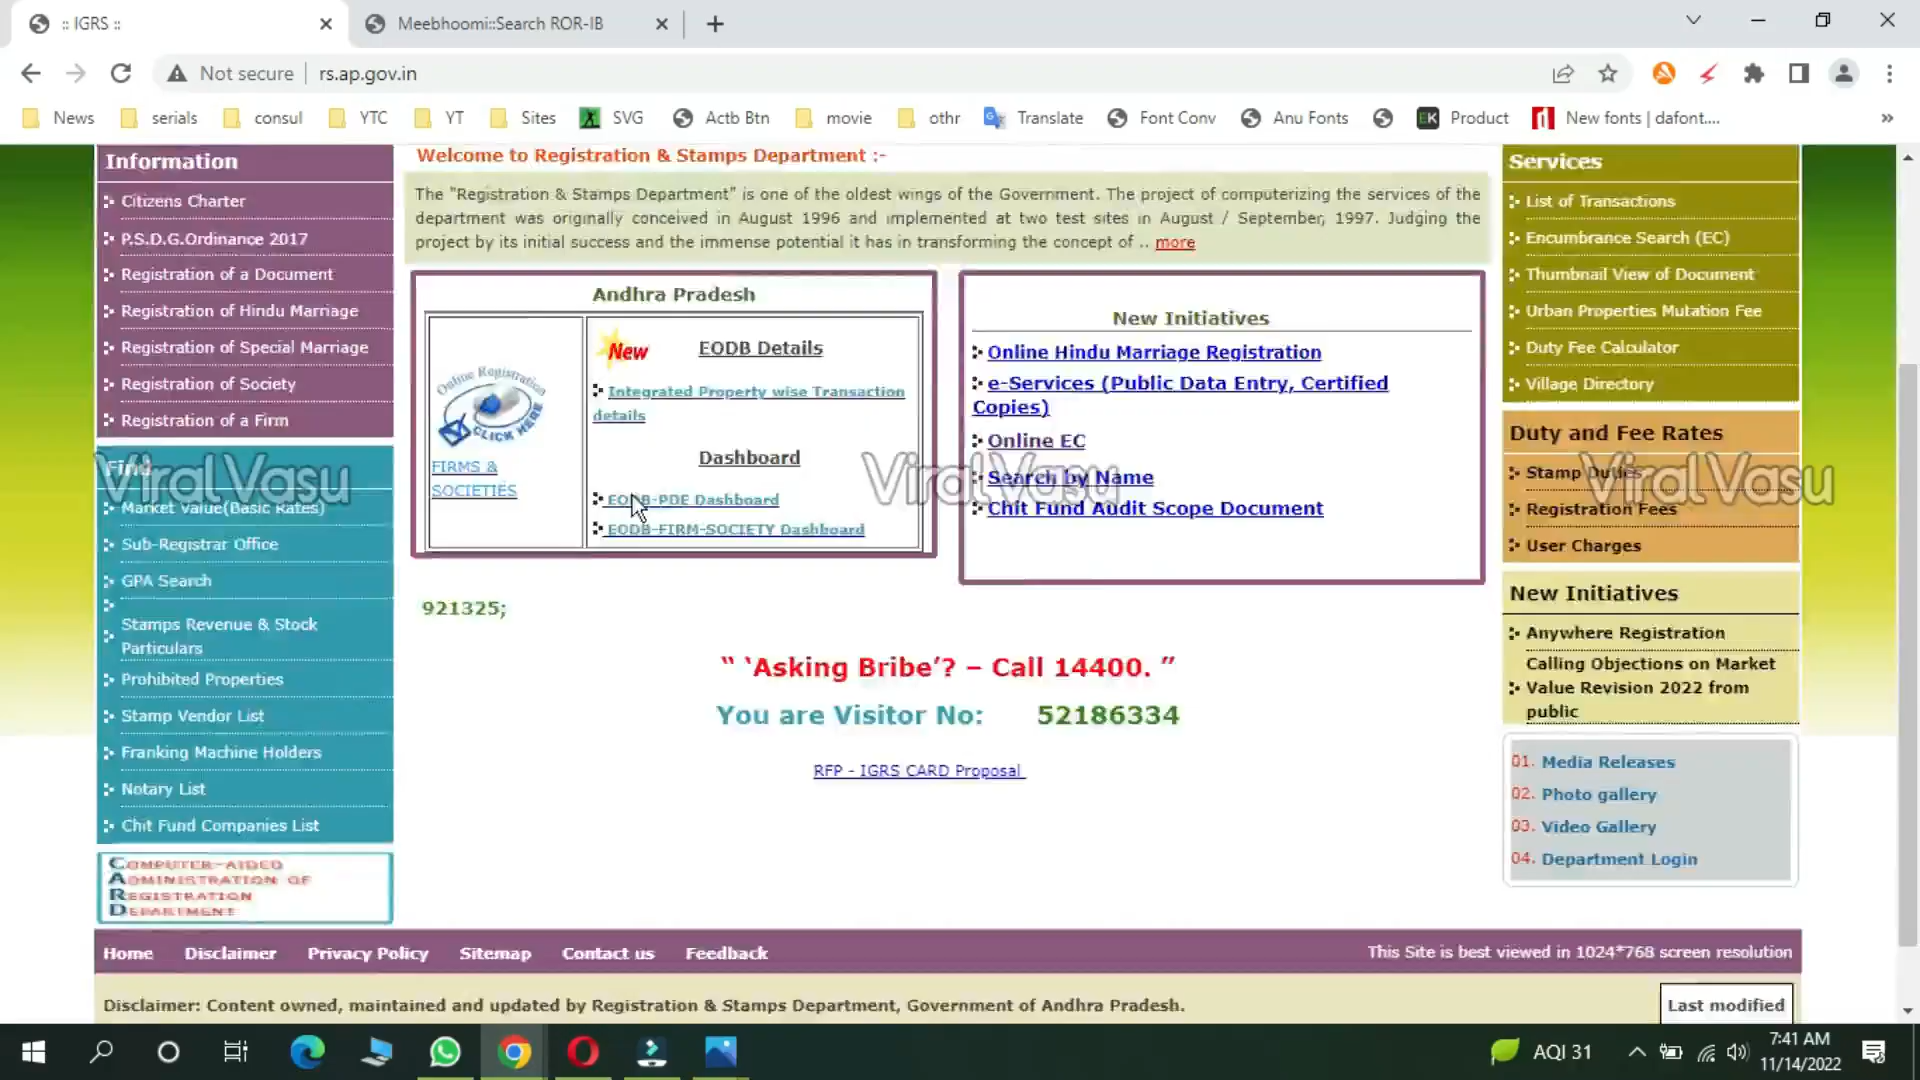 :: IGRS ::
Meebhoomi::Search ROR-IB
Not secure
rs.ap.gov.in
News
serials
consul
YTC
YT
Sites
SVG
Actb Btn
movie
othr
Translate
Font Conv
Anu Fonts
EK Product
New fonts | dafont....
»
Information
Citizens Charter
P.S.D.G.Ordinance 2017
Registration of a Document
Registration of Hindu Marriage
Registration of Special Marriage
Registration of Society
Registration of a Firm
Find
Market Value(Basic Rates)
Sub-Registrar Office
GPA Search
Stamps Revenue & Stock
Particulars
Prohibited Properties
Stamp Vendor List
Franking Machine Holders
Notary List
Chit Fund Companies List
COMPUTER-AIDED
ADMINISTRATION OF
REGISTRATION
DEPARTMENT
Welcome to Registration & Stamps Department :-
The "Registration & Stamps Department" is one of the oldest wings of the Government. The project of computerizing the services of the
department was originally conceived in August 1996 and implemented at two test sites in August / September, 1997. Judging the
project by its initial success and the immense potential it has in transforming the concept of .. more
Andhra Pradesh
Online Registration
CLICK HERE
FIRMS &
SOCIETIES
New
EODB Details
Integrated Property wise Transaction
details
Dashboard
EODB-PDE Dashboard
EODB-FIRM-SOCIETY Dashboard
New Initiatives
Online Hindu Marriage Registration
e-Services (Public Data Entry, Certified
Copies)
Online EC
Search by Name
Chit Fund Audit Scope Document
921325;
“ ‘Asking Bribe’? – Call 14400. ”
You are Visitor No: 52186334
RFP - IGRS CARD Proposal
Services
List of Transactions
Encumbrance Search (EC)
Thumbnail View of Document
Urban Properties Mutation Fee
Duty Fee Calculator
Village Directory
Duty and Fee Rates
Stamp Duties
Registration Fees
User Charges
New Initiatives
Anywhere Registration
Calling Objections on Market
Value Revision 2022 from
public
01. Media Releases
02. Photo gallery
03. Video Gallery
04. Department Login
Viral Vasu
Viral Vasu
Viral Vasu
Home Disclaimer Privacy Policy Sitemap Contact us Feedback
This Site is best viewed in 1024*768 screen resolution
Disclaimer: Content owned, maintained and updated by Registration & Stamps Department, Government of Andhra Pradesh.
Last modified
AQI 31
7:41 AM
11/14/2022